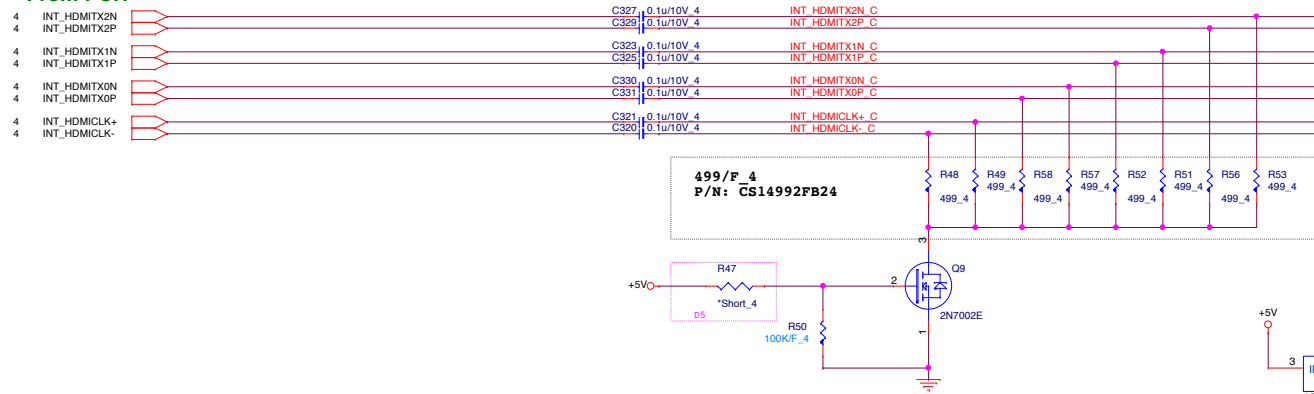 4 INT_HDMITX2N C327 0.1u/10V_4 INT_HDMITX2N_C
4 INT_HDMITX2P C329 0.1u/10V_4 INT_HDMITX2P_C
4 INT_HDMITX1N C323 0.1u/10V_4 INT_HDMITX1N_C
4 INT_HDMITX1P C325 0.1u/10V_4 INT_HDMITX1P_C
4 INT_HDMITX0N C330 0.1u/10V_4 INT_HDMITX0N_C
4 INT_HDMITX0P C331 0.1u/10V_4 INT_HDMITX0P_C
4 INT_HDMICLK+ C321 0.1u/10V_4 INT_HDMICLK+_C
4 INT_HDMICLK- C320 0.1u/10V_4 INT_HDMICLK-_C
499/F_4
P/N: CS14992FB24
R48 R49 R58 R57 R52 R51 R56 R53
499_4 499_4 499_4 499_4 499_4 499_4 499_4 499_4
3
R47 Q9
+5V 2
*Short_4
D5
2N7002E
R50
100K/F_4
1
+5V
3